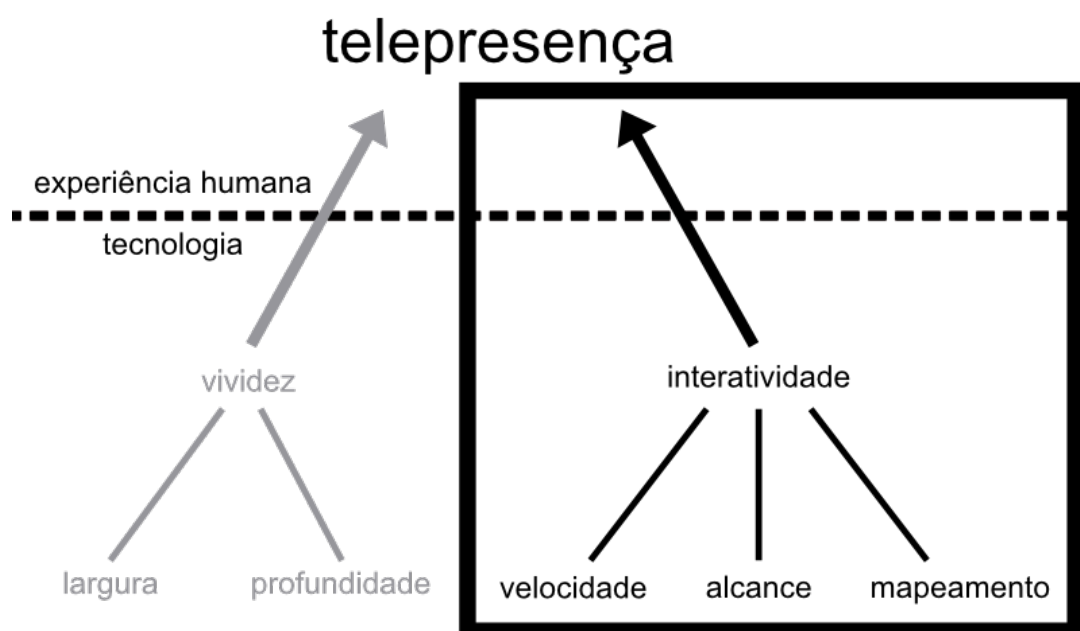 telepresença
experiência humana
tecnologia
vividez
interatividade
largura
profundidade
velocidade
alcance
mapeamento